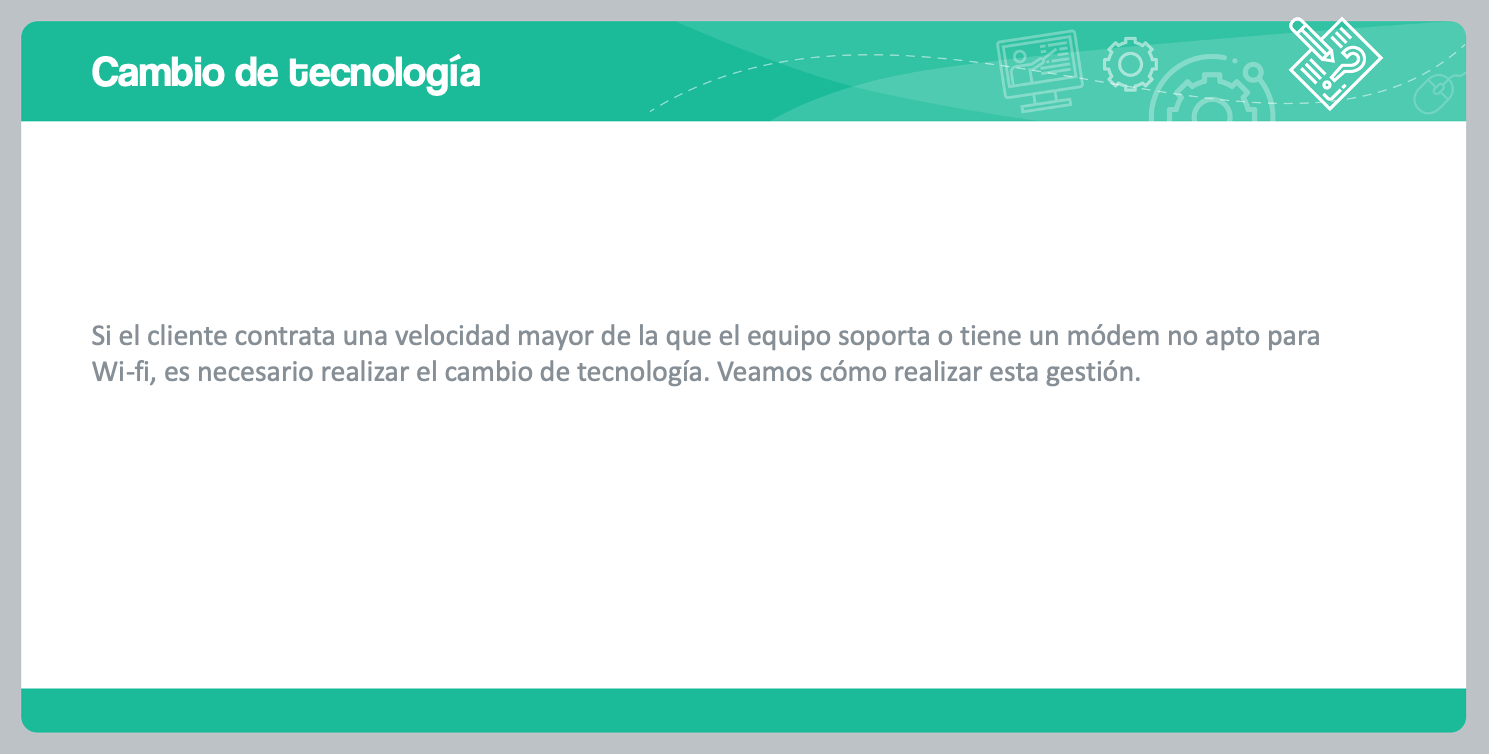 Cambio de tecnología
Si el cliente contrata una velocidad mayor de la que el equipo soporta o tiene un módem no apto para
Wi-fi, es necesario realizar el cambio de tecnología. Veamos cómo realizar esta gestión.